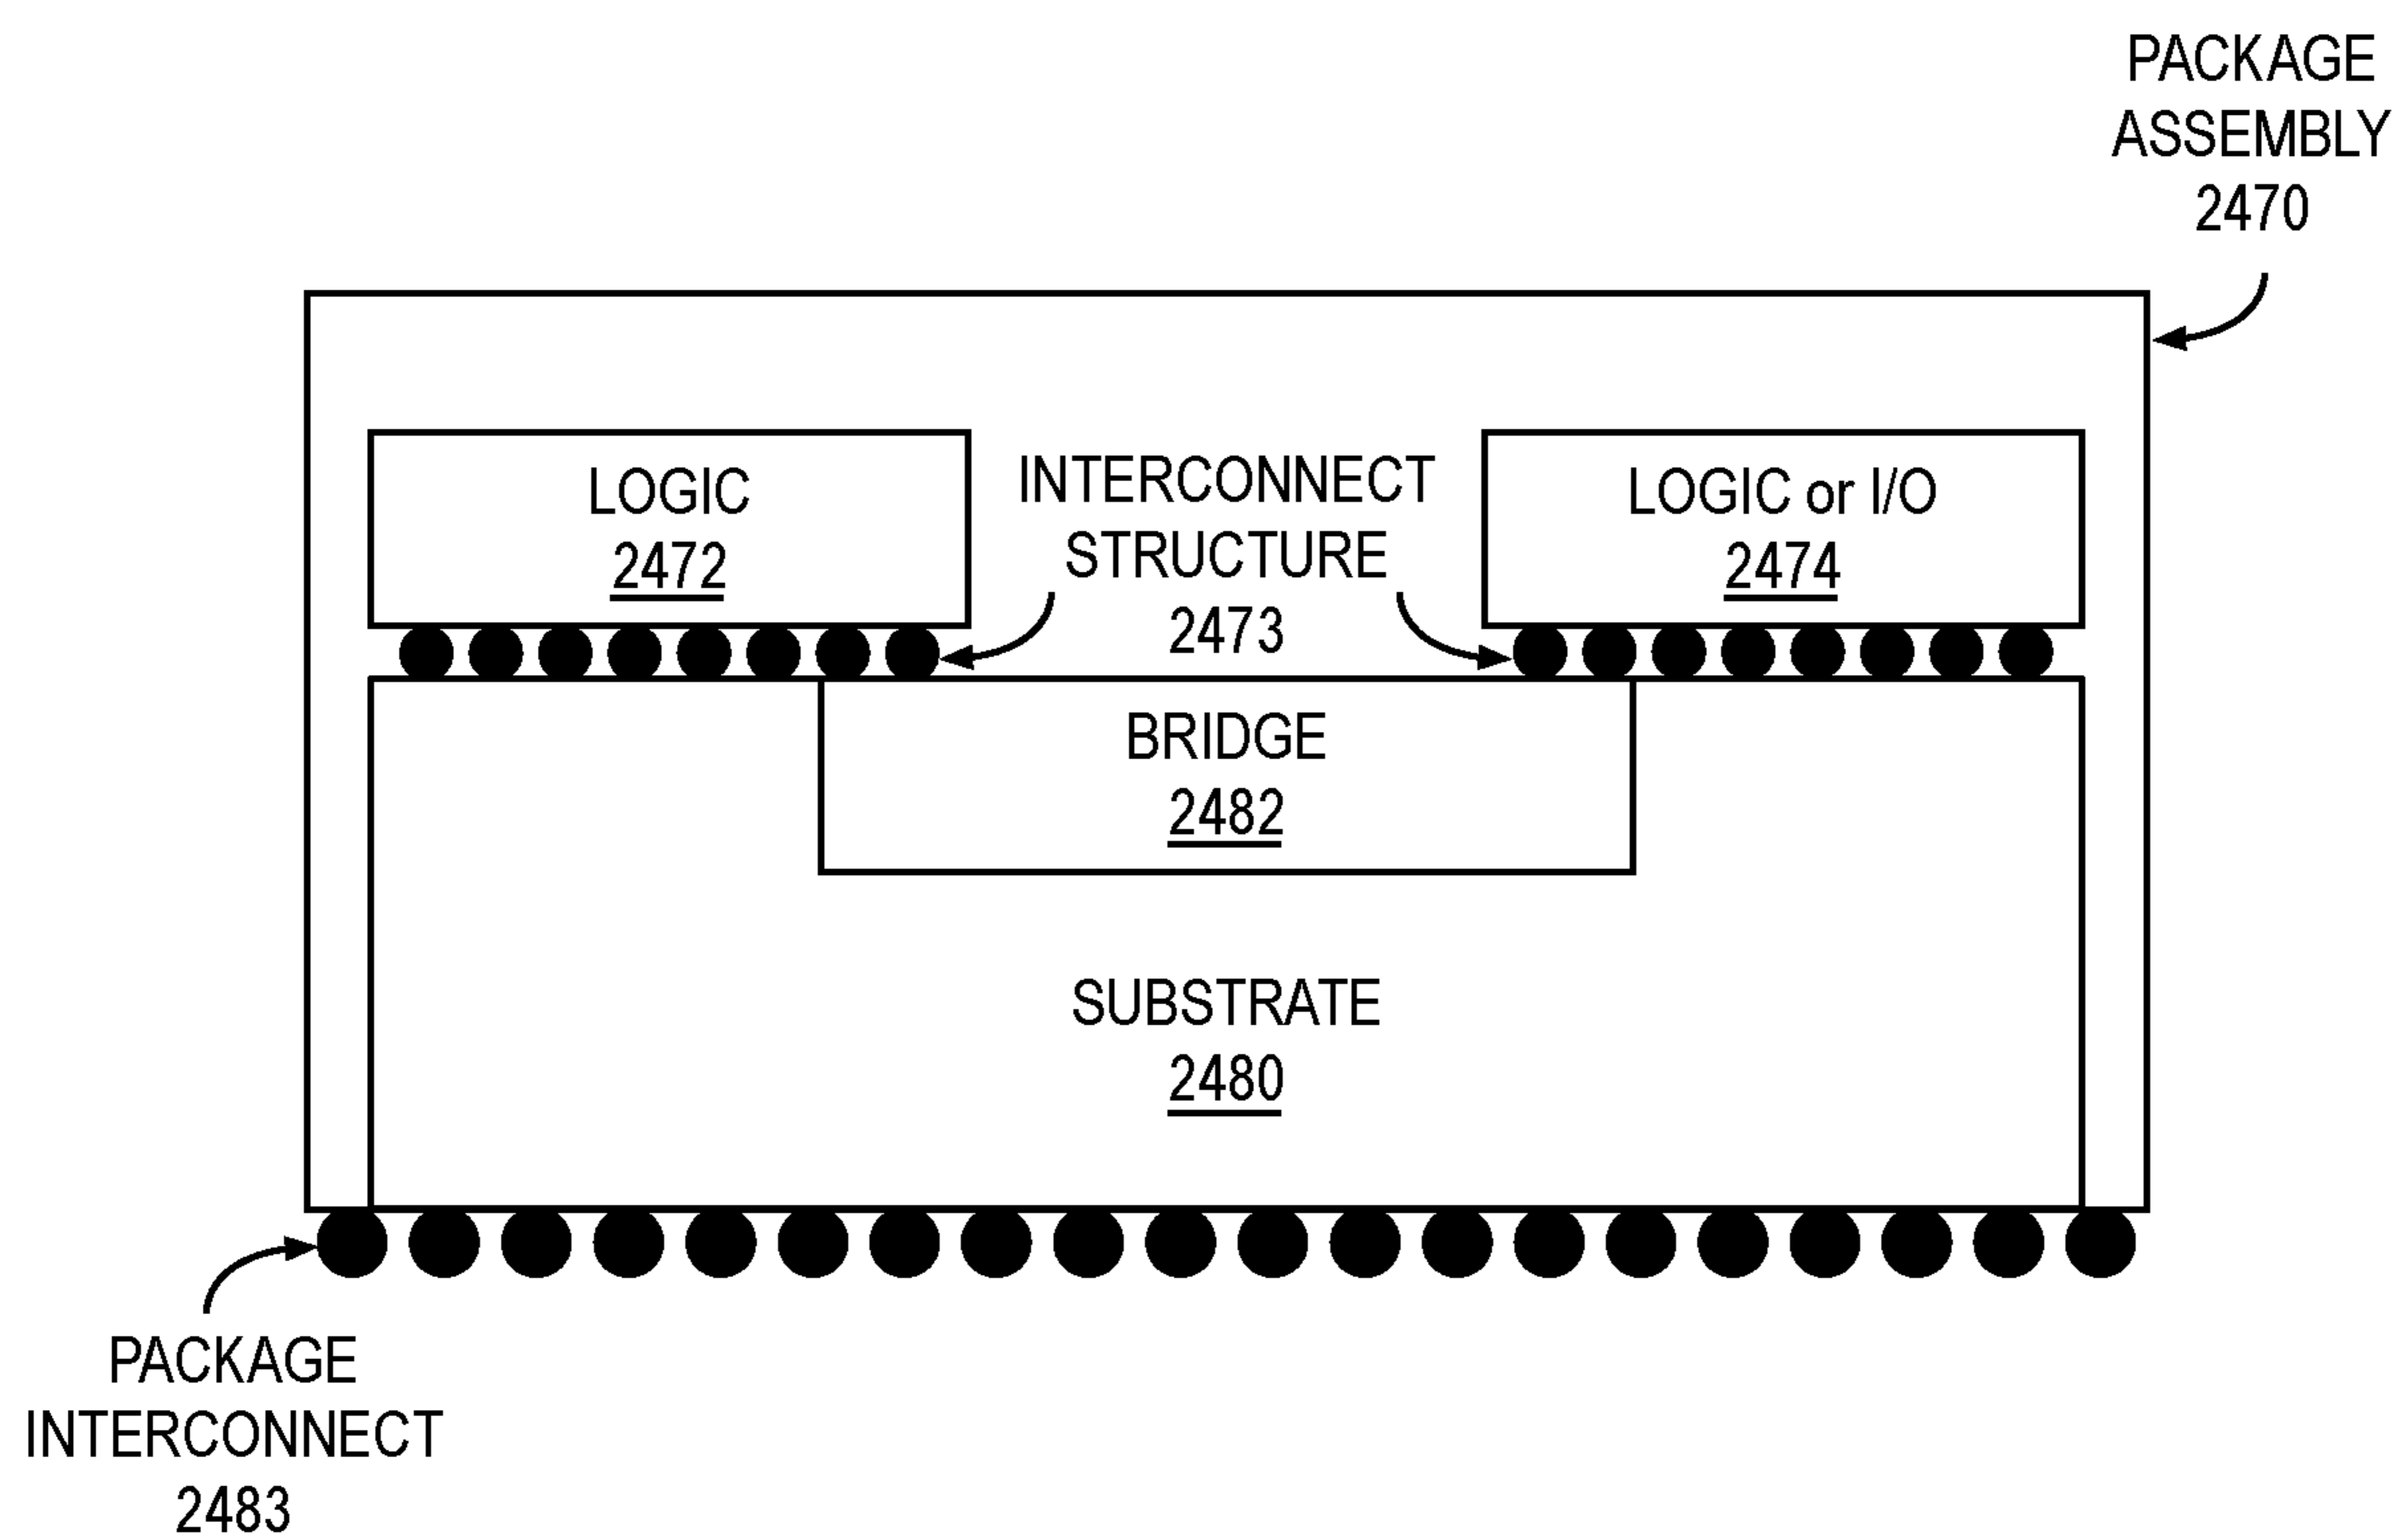 PACKAGE
ASSEMBLY
2470
LOGIC
2472
INTERCONNECT
STRUCTURE
2473
LOGIC or I/O
2474
BRIDGE
2482
SUBSTRATE
2480
PACKAGE
INTERCONNECT
2483